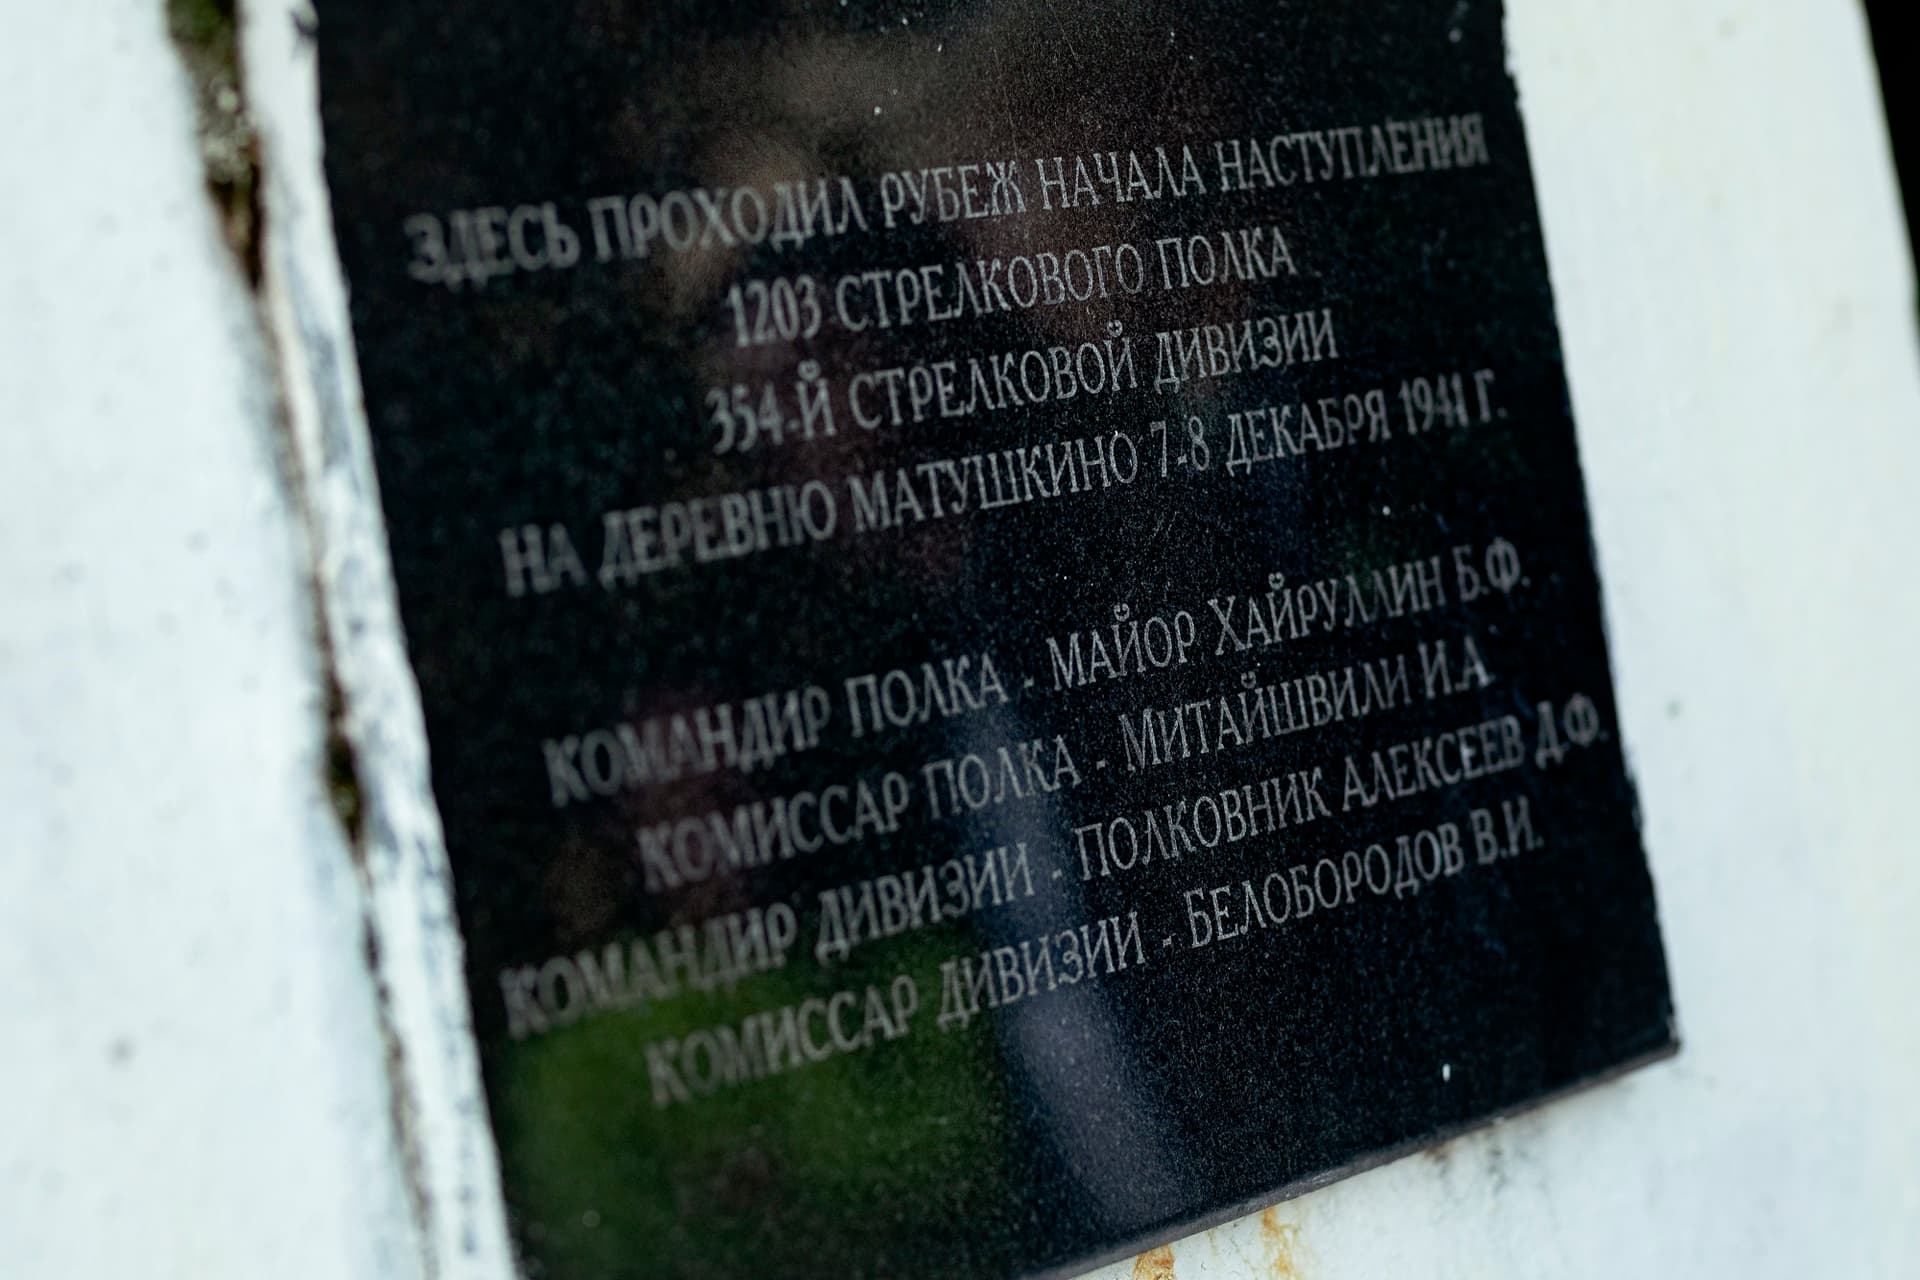 ЗДЕСЬ ПРОХОДИЛ РУБЕЖ НАЧАЛА НАСТУПЛЕНИЯ
1203 СТРЕЛКОВОГО ПОЛКА
354-Й СТРЕЛКОВОЙ ДИВИЗИИ
НА ДЕРЕВНЮ МАТУШКИНО 7-8 ДЕКАБРЯ 1941 Г.
КОМАНДИР ПОЛКА - МАЙОР ХАЙРУЛЛИН Б.Ф.
КОМИССАР ПОЛКА - МИТАЙШВИЛИ И.А
КОМАНДИР ДИВИЗИИ - ПОЛКОВНИК АЛЕКСЕЕВ Д.Ф.
КОМИССАР ДИВИЗИИ - БЕЛОБОРОДОВ В.И.